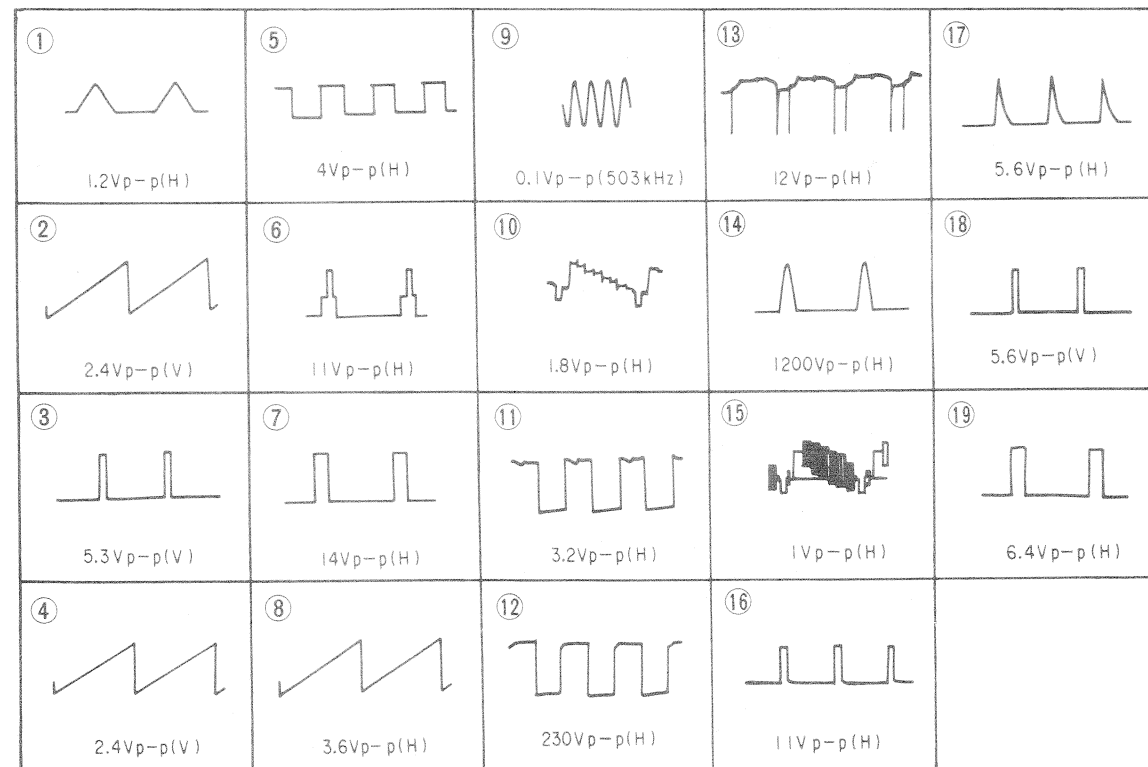 ①
1.2Vp-p(H)
⑤
4Vp-p(H)
⑨
0.1Vp-p(503kHz)
⑬
12Vp-p(H)
⑰
5.6Vp-p(H)
②
2.4Vp-p(V)
⑥
11Vp-p(H)
⑩
1.8Vp-p(H)
⑭
1200Vp-p(H)
⑱
5.6Vp-p(V)
③
5.3Vp-p(V)
⑦
14Vp-p(H)
⑪
3.2Vp-p(H)
⑮
1Vp-p(H)
⑲
6.4Vp-p(H)
④
2.4Vp-p(V)
⑧
3.6Vp-p(H)
⑫
230Vp-p(H)
⑯
11Vp-p(H)